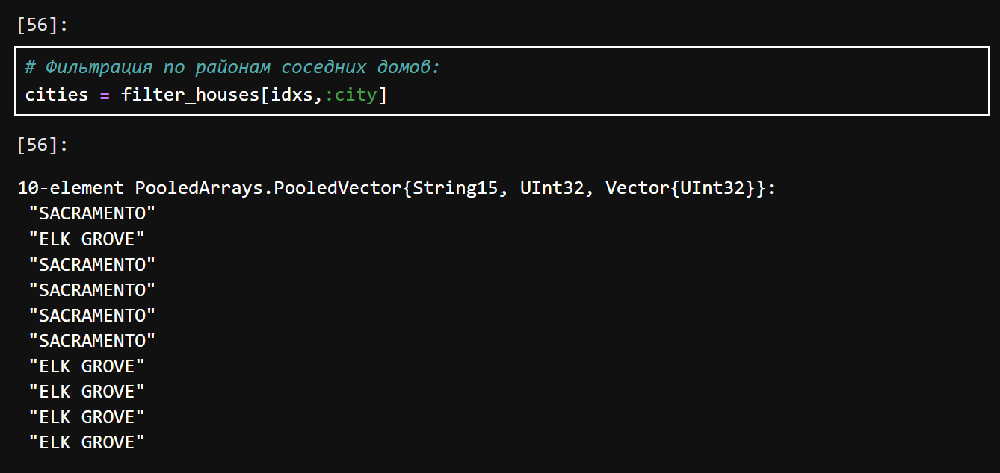 [56]:
# Фильтрация по районам соседних домов:
cities = filter_houses[idxs,:city]
[56]:
10-element PooledArrays.PooledVector{String15, UInt32, Vector{UInt32}}:
"SACRAMENTO"
"ELK GROVE"
"SACRAMENTO"
"SACRAMENTO"
"SACRAMENTO"
"SACRAMENTO"
"ELK GROVE"
"ELK GROVE"
"ELK GROVE"
"ELK GROVE"